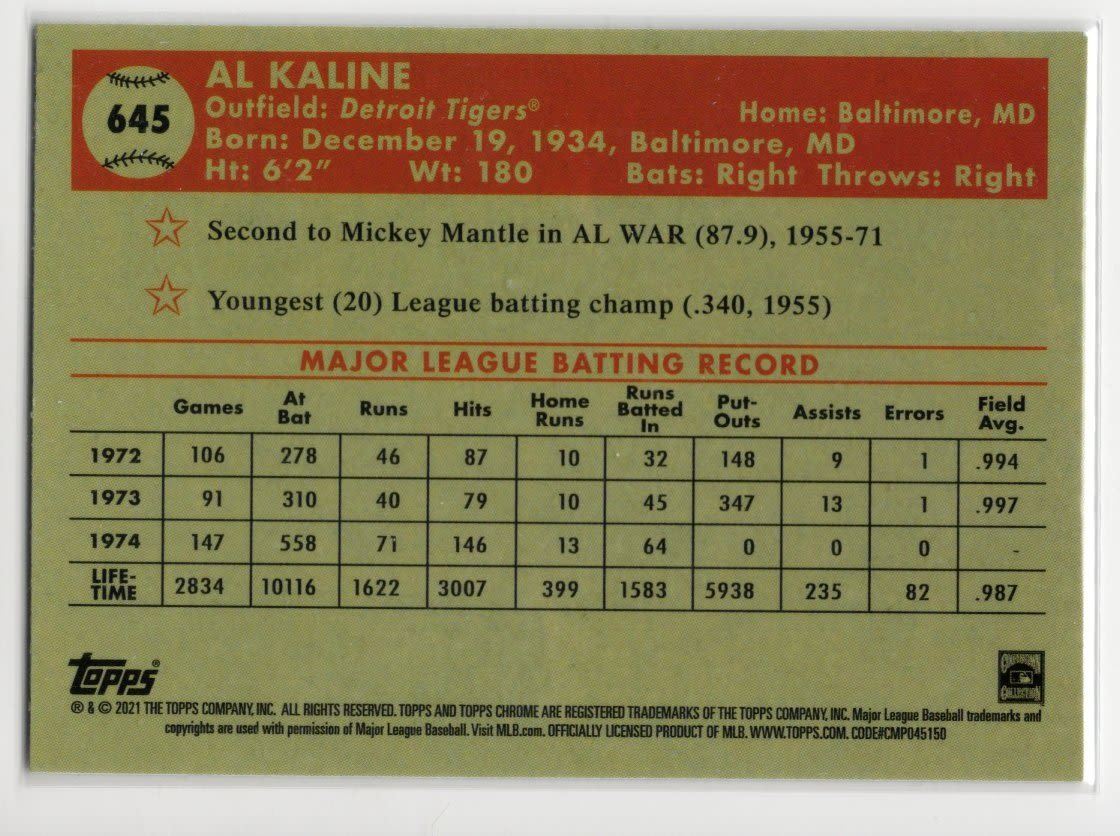 645
AL KALINE
Outfield: Detroit Tigers® Home: Baltimore, MD
Born: December 19, 1934, Baltimore, MD
Ht: 6'2" Wt: 180 Bats: Right Throws: Right
Second to Mickey Mantle in AL WAR (87.9), 1955-71
Youngest (20) League batting champ (.340, 1955)
MAJOR LEAGUE BATTING RECORD
Games At Bat Runs Hits Home Runs Runs Batted In Put-Outs Assists Errors Field Avg.
1972 106 278 46 87 10 32 148 9 1 .994
1973 91 310 40 79 10 45 347 13 1 .997
1974 147 558 71 146 13 64 0 0 0 -
LIFE-TIME 2834 10116 1622 3007 399 1583 5938 235 82 .987
topps®
COOPERSTOWN
COLLECTION
® & © 2021 THE TOPPS COMPANY, INC. ALL RIGHTS RESERVED. TOPPS AND TOPPS CHROME ARE REGISTERED TRADEMARKS OF THE TOPPS COMPANY, INC. Major League Baseball trademarks and
copyrights are used with permission of Major League Baseball. Visit MLB.com. OFFICIALLY LICENSED PRODUCT OF MLB. WWW.TOPPS.COM. CODE#CMP045150